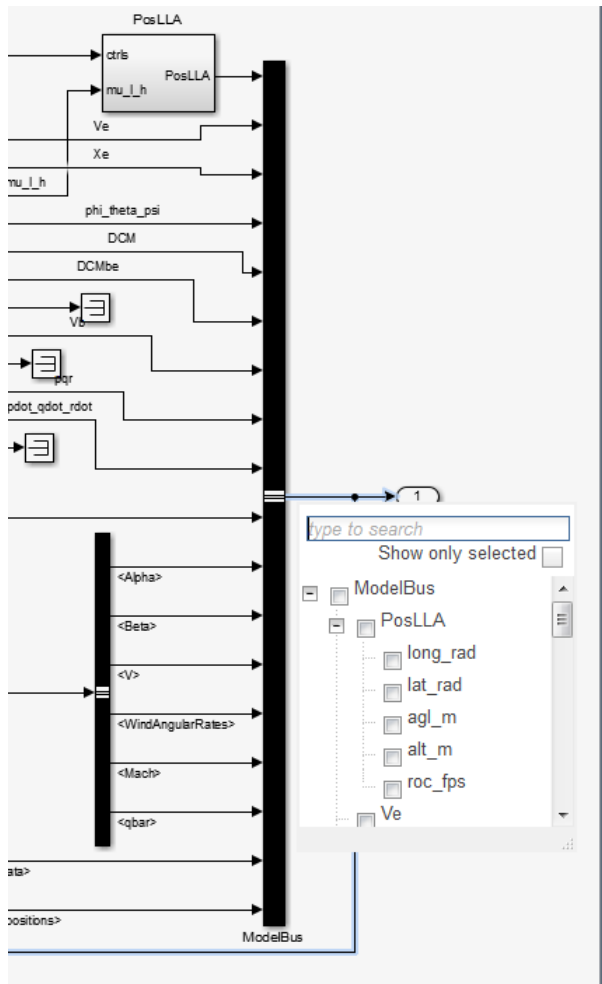 PosLLA
ctrls
PosLLA
mu_l_h
Ve
Xe
mu_l_h
phi_theta_psi
DCM
DCMbe
Vb
pqr
pdot_qdot_rdot
1
type to search
Show only selected
ModelBus
PosLLA
long_rad
lat_rad
agl_m
alt_m
roc_fps
Ve
<Alpha>
<Beta>
<V>
<WindAngularRates>
<Mach>
<qbar>
ata>
positions>
ModelBus